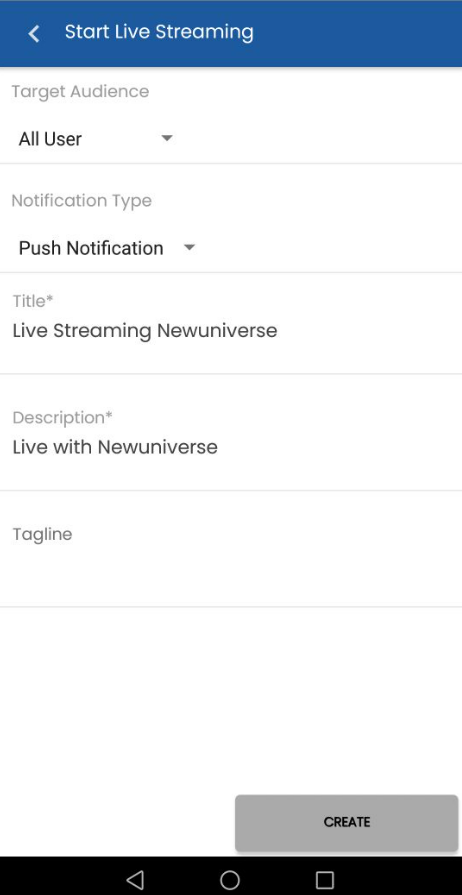 Start Live Streaming
Target Audience
All User
Notification Type
Push Notification
Title*
Live Streaming Newuniverse
Description*
Live with Newuniverse
Tagline
CREATE